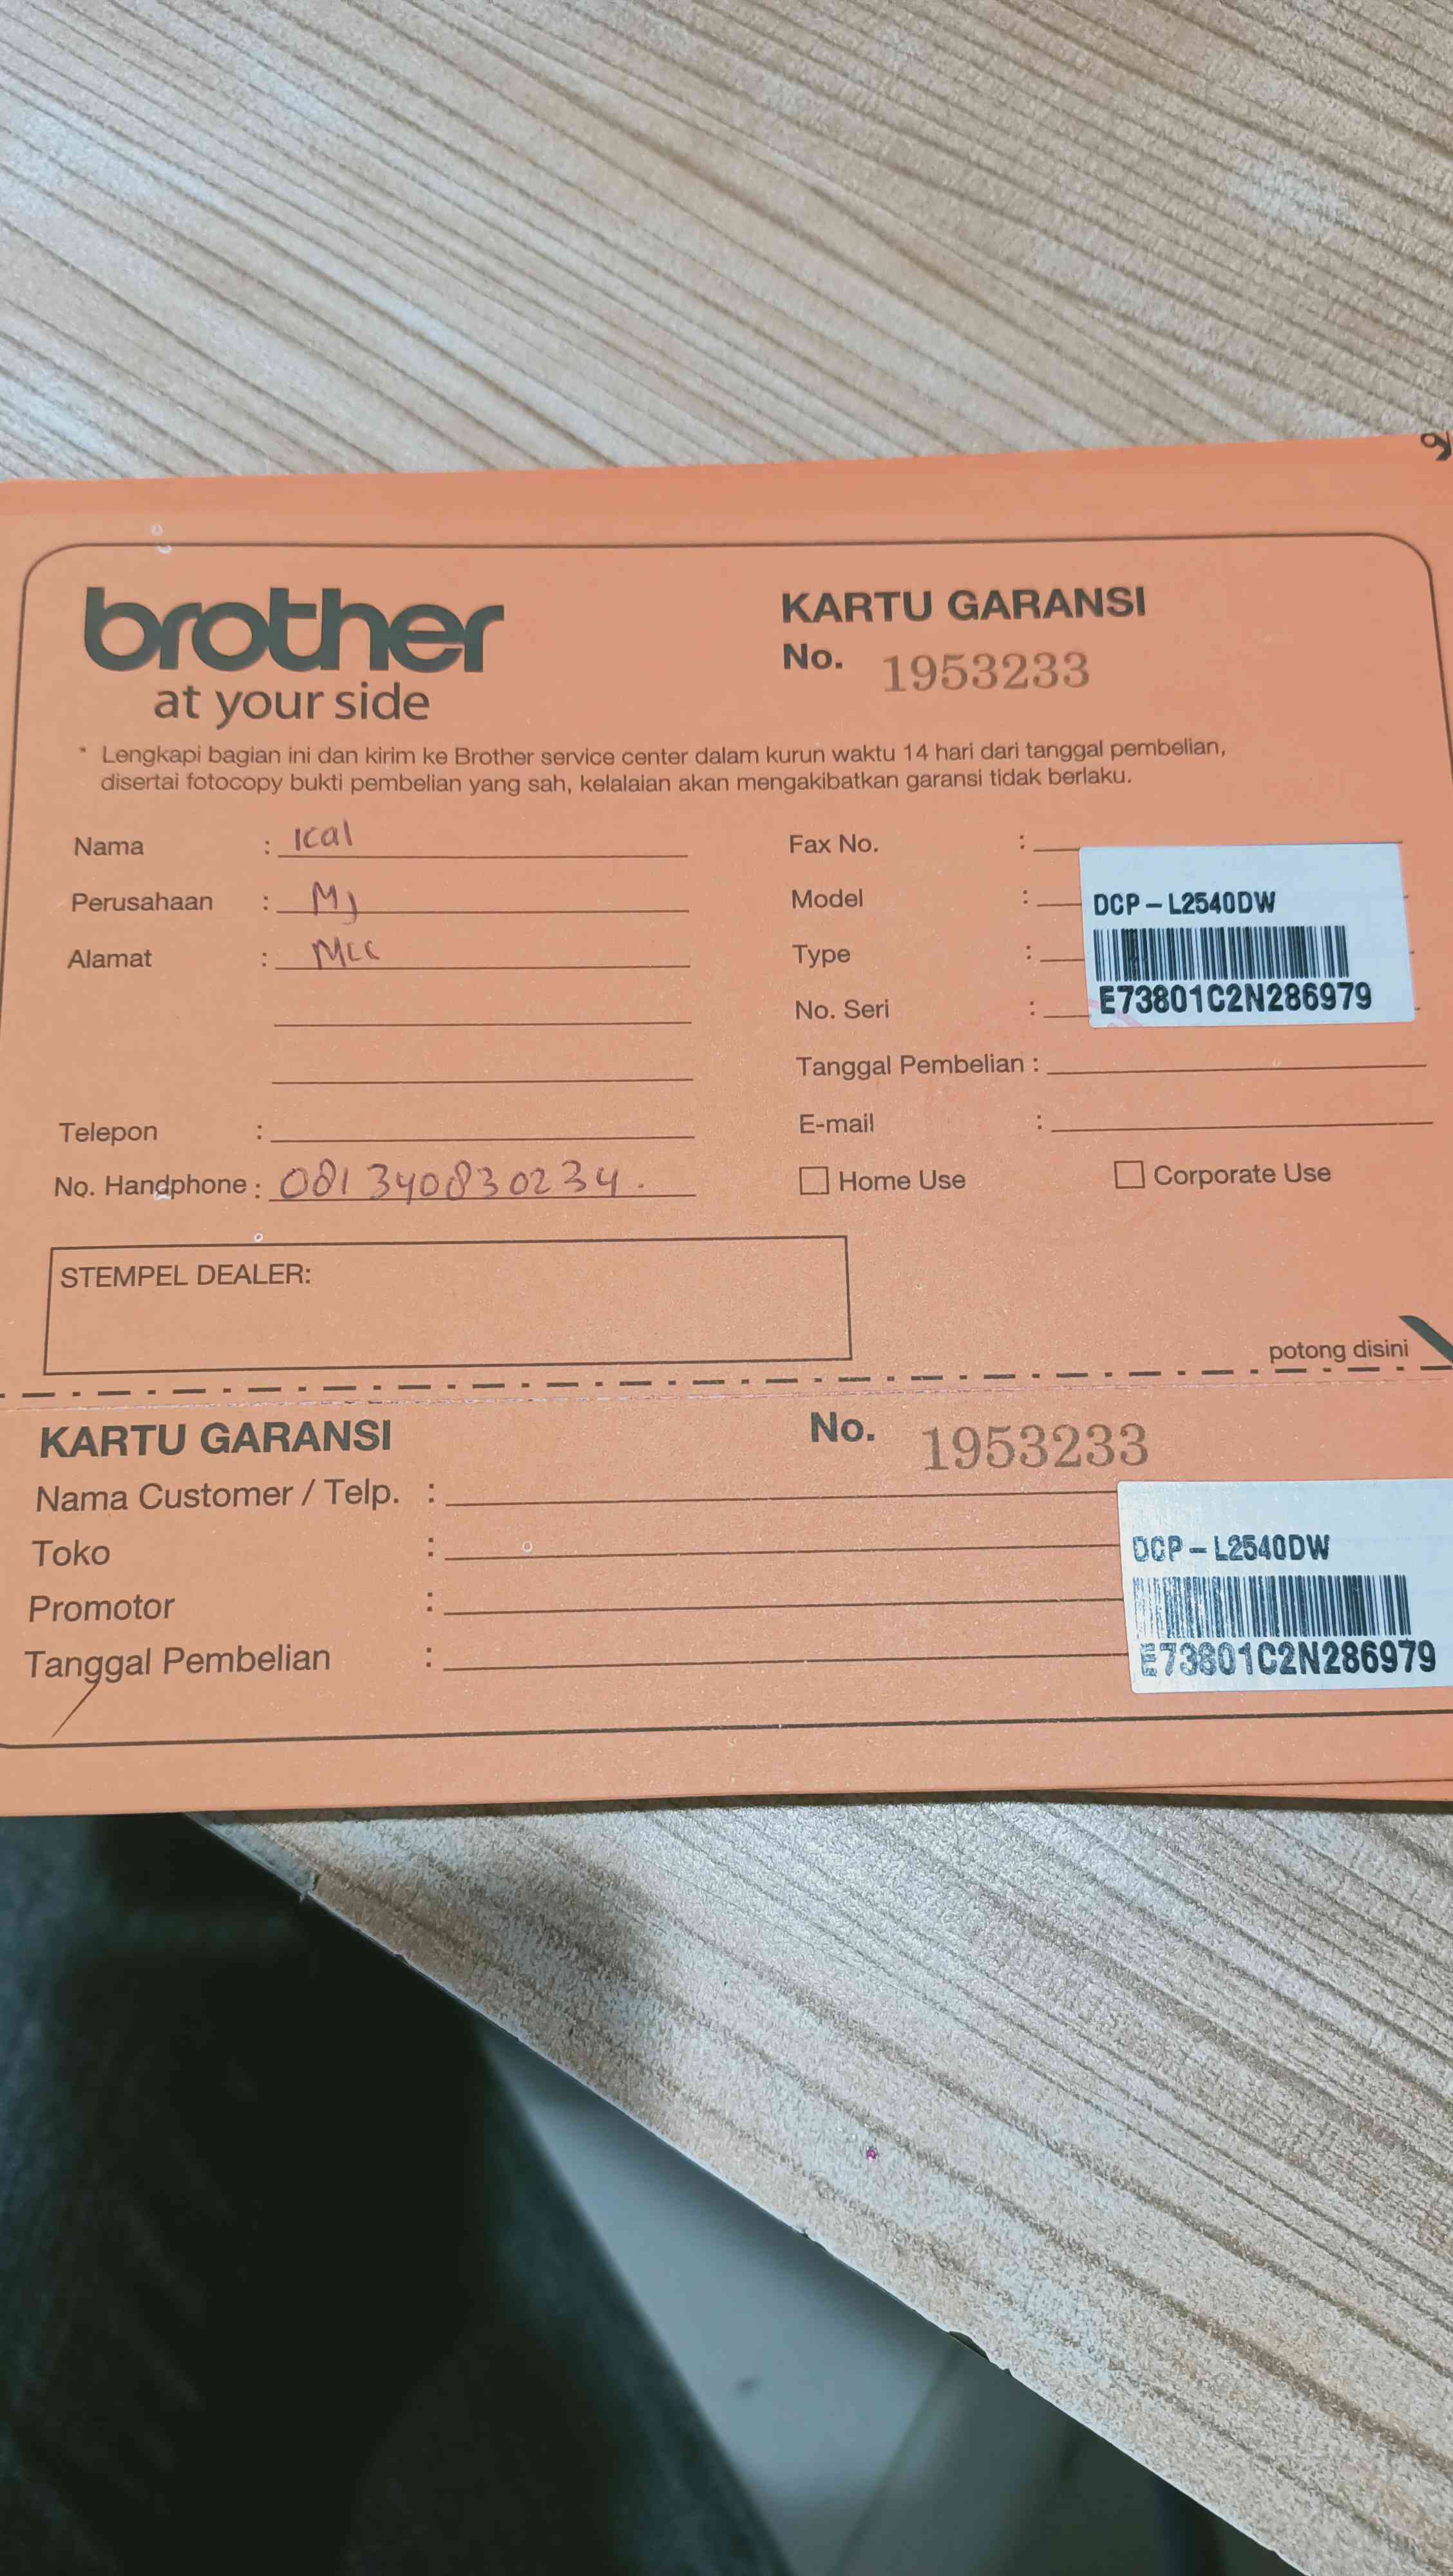 brother
at your side
KARTU GARANSI
No. 1953233
* Lengkapi bagian ini dan kirim ke Brother service center dalam kurun waktu 14 hari dari tanggal pembelian,
disertai fotocopy bukti pembelian yang sah, kelalaian akan mengakibatkan garansi tidak berlaku.
Nama : Ical
Perusahaan : MJ
Alamat : MCC
Telepon :
No. Handphone : 081340830234.
Fax No. :
Model : DCP-L2540DW
Type :
No. Seri : E73801C2N286979
Tanggal Pembelian :
E-mail :
Home Use Corporate Use
STEMPEL DEALER:
potong disini
KARTU GARANSI No. 1953233
Nama Customer / Telp. :
Toko :
Promotor :
Tanggal Pembelian :
DCP-L2540DW
E73801C2N286979